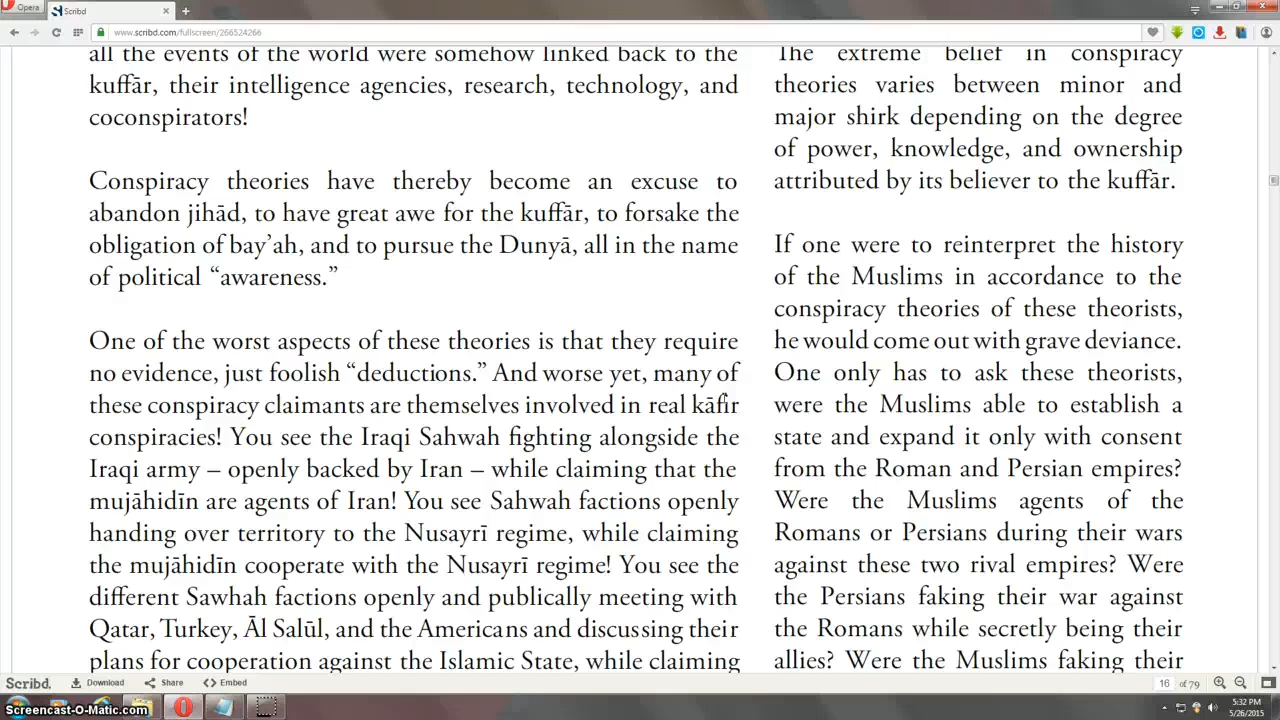 Opera
Scribd
www.scribd.com/fullscreen/266524266
all the events of the world were somehow linked back to the
kuffār, their intelligence agencies, research, technology, and
coconspirators!
Conspiracy theories have thereby become an excuse to
abandon jihād, to have great awe for the kuffār, to forsake the
obligation of bay’ah, and to pursue the Dunyā, all in the name
of political “awareness.”
One of the worst aspects of these theories is that they require
no evidence, just foolish “deductions.” And worse yet, many of
these conspiracy claimants are themselves involved in real kāfir
conspiracies! You see the Iraqi Sahwah fighting alongside the
Iraqi army – openly backed by Iran – while claiming that the
mujāhidīn are agents of Iran! You see Sahwah factions openly
handing over territory to the Nusayrī regime, while claiming
the mujāhidīn cooperate with the Nusayrī regime! You see the
different Sawhah factions openly and publically meeting with
Qatar, Turkey, Āl Salūl, and the Americans and discussing their
plans for cooperation against the Islamic State, while claiming
The extreme belief in conspiracy
theories varies between minor and
major shirk depending on the degree
of power, knowledge, and ownership
attributed by its believer to the kuffār.
If one were to reinterpret the history
of the Muslims in accordance to the
conspiracy theories of these theorists,
he would come out with grave deviance.
One only has to ask these theorists,
were the Muslims able to establish a
state and expand it only with consent
from the Roman and Persian empires?
Were the Muslims agents of the
Romans or Persians during their wars
against these two rival empires? Were
the Persians faking their war against
the Romans while secretly being their
allies? Were the Muslims faking their
Scribd. Download Share Embed 16 of 79
Screencast-O-Matic.com
5:32 PM
5/26/2015